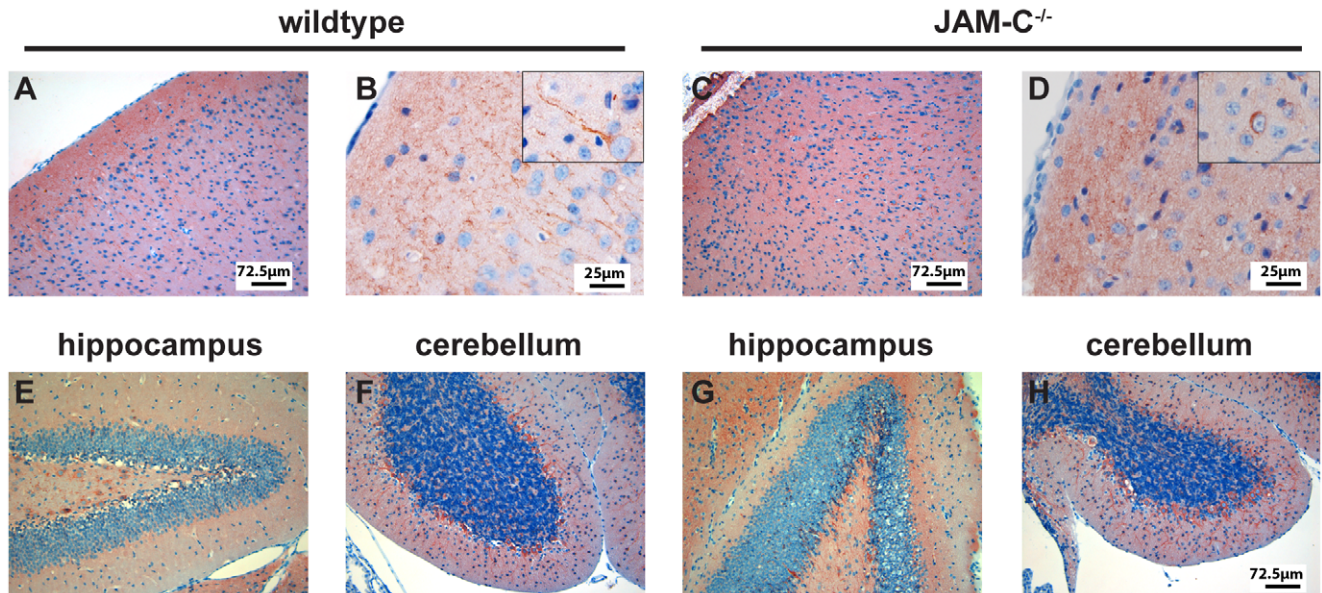 wildtype
JAM-C-/-
A
B
C
D
72.5µm
25µm
72.5µm
25µm
hippocampus
cerebellum
hippocampus
cerebellum
E
F
G
H
72.5µm